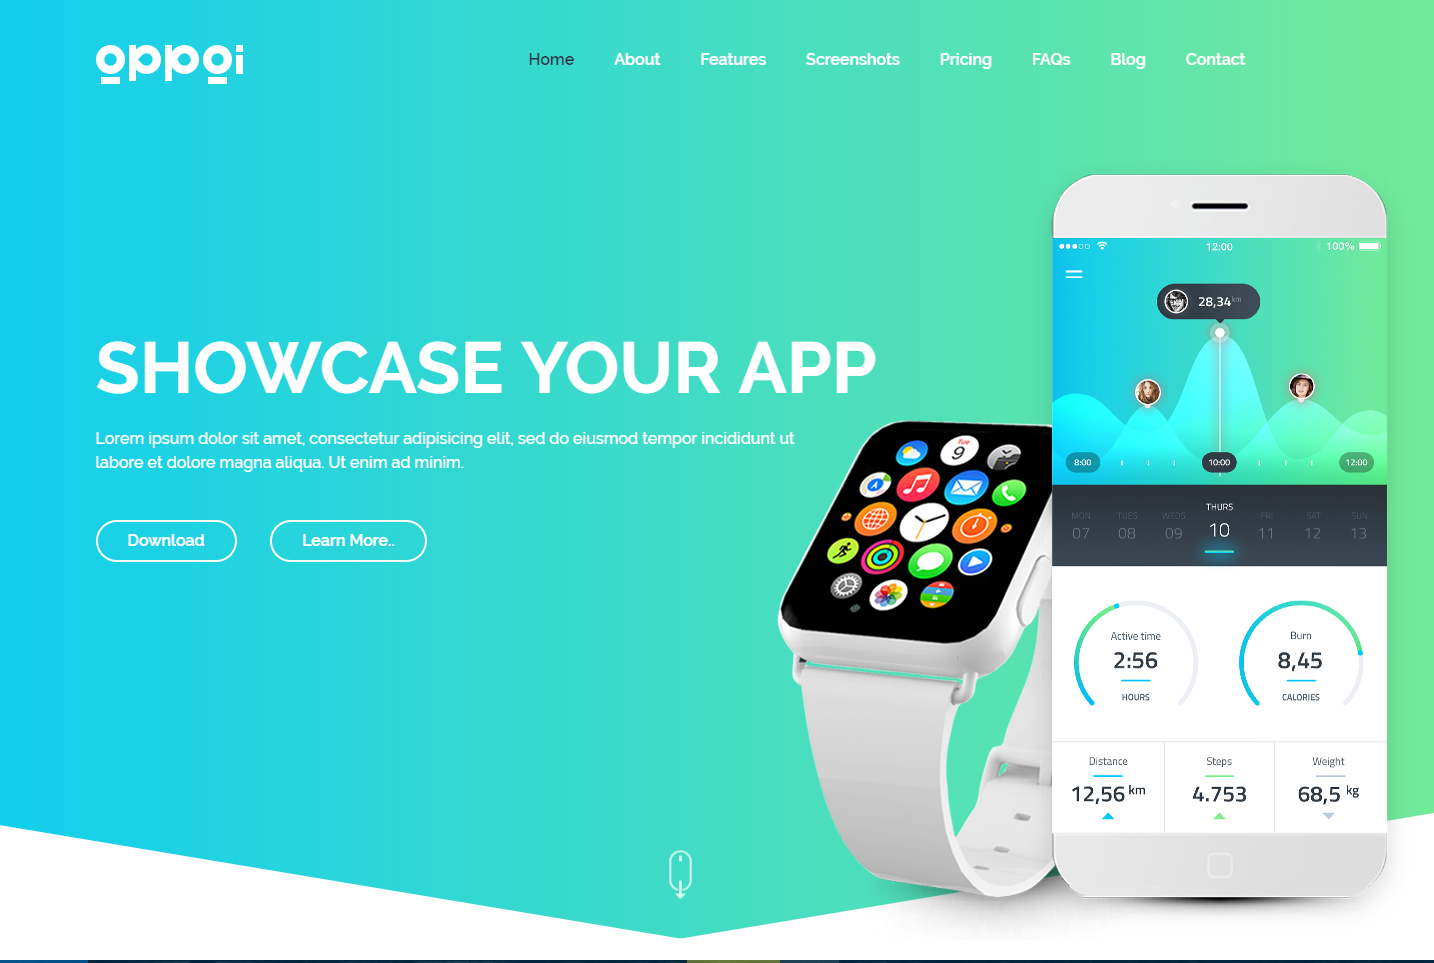 oppoi
Home About Features Screenshots Pricing FAQs Blog Contact
SHOWCASE YOUR APP
Lorem ipsum dolor sit amet, consectetur adipisicing elit, sed do eiusmod tempor incididunt ut
labore et dolore magna aliqua. Ut enim ad minim.
Download Learn More..
Tue
9
12:00 100%
28,34 km
8:00 10:00 12:00
MON TUES WEDS THURS FRI SAT SUN
07 08 09 10 11 12 13
Active time
2:56
HOURS
Burn
8,45
CALORIES
Distance Steps Weight
12,56 km 4.753 68,5 kg